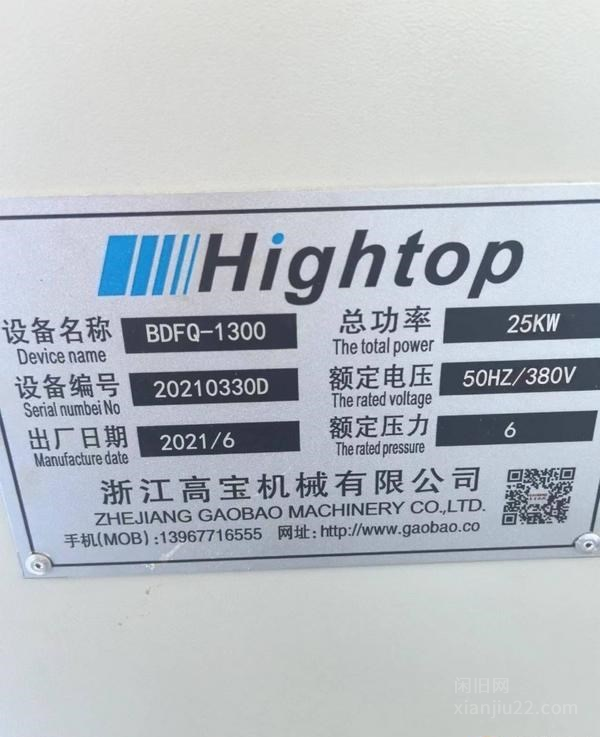 Hightop
设备名称 BDFQ-1300 总功率 25KW
Device name The total power
设备编号 20210330D 额定电压 50HZ/380V
Serial numbei No The rated voltage
出厂日期 2021/6 额定压力 6
Manufacture date The rated pressure
浙江高宝机械有限公司
ZHEJIANG GAOBAO MACHINERY CO.,LTD.
手机(MOB):13967716555 网址:http://www.gaobao.co
闲旧网
xianjiu22.com